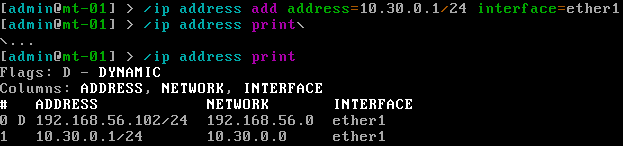 [admin@mt-01] > /ip address add address=10.30.0.1/24 interface=ether1
[admin@mt-01] > /ip address print\
\...
[admin@mt-01] > /ip address print
Flags: D - DYNAMIC
Columns: ADDRESS, NETWORK, INTERFACE
#   ADDRESS            NETWORK       INTERFACE
0 D 192.168.56.102/24  192.168.56.0  ether1
1   10.30.0.1/24       10.30.0.0     ether1